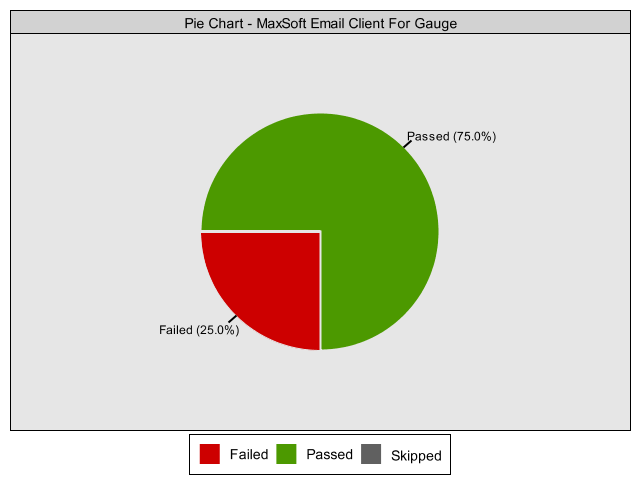 Pie Chart - MaxSoft Email Client For Gauge
Passed (75.0%)
Failed (25.0%)
Failed Passed Skipped